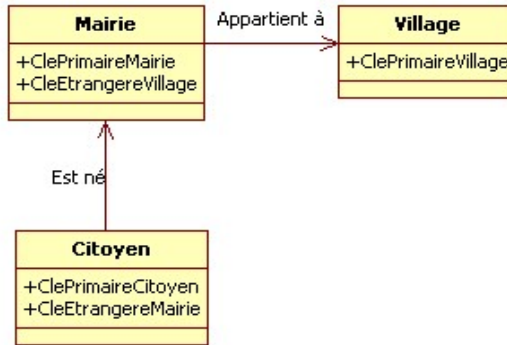 Mairie
+ClePrimaireMairie
+CleEtrangereVillage
Appartient à
Village
+ClePrimaireVillage
Est né
Citoyen
+ClePrimaireCitoyen
+CleEtrangereMairie